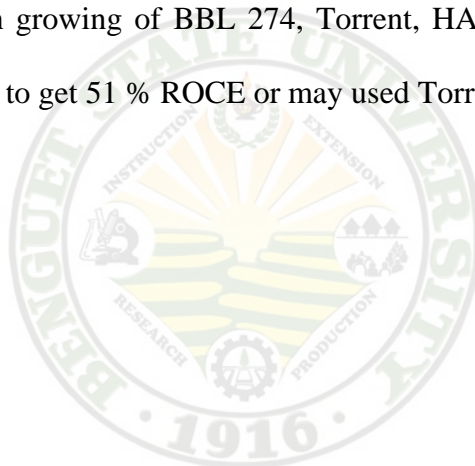 growing of BBL 274, Torrent, HA
to get 51 % ROCE or may used Torr
BENGUET STATE UNIVERSITY
INSTRUCTION
EXTENSION
RESEARCH
PRODUCTION
· 1916 ·